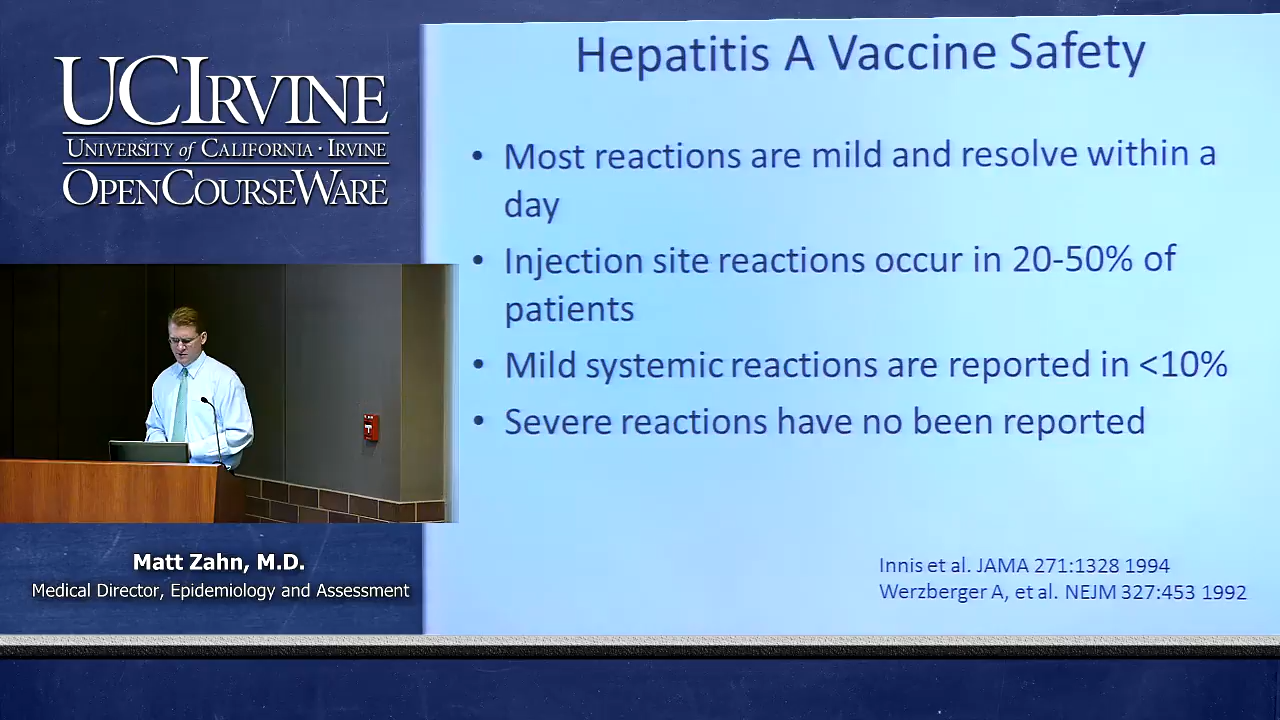 UCIRVINE
UNIVERSITY of CALIFORNIA · IRVINE
OPENCOURSEWARE
Hepatitis A Vaccine Safety
• Most reactions are mild and resolve within a
day
• Injection site reactions occur in 20-50% of
patients
• Mild systemic reactions are reported in <10%
• Severe reactions have no been reported
Innis et al. JAMA 271:1328 1994
Werzberger A, et al. NEJM 327:453 1992
Matt Zahn, M.D.
Medical Director, Epidemiology and Assessment